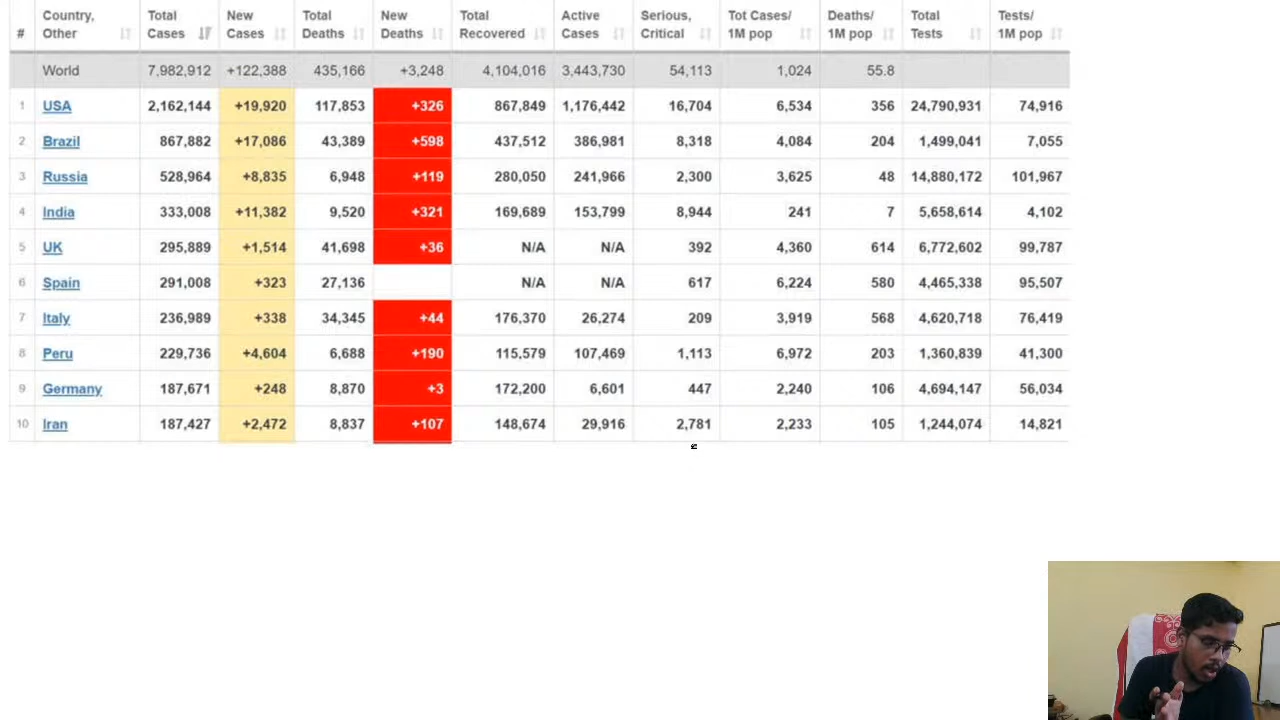 # Country, Other Total Cases New Cases Total Deaths New Deaths Total Recovered Active Cases Serious, Critical Tot Cases/ 1M pop Deaths/ 1M pop Total Tests Tests/ 1M pop
World 7,982,912 +122,388 435,166 +3,248 4,104,016 3,443,730 54,113 1,024 55.8
1 USA 2,162,144 +19,920 117,853 +326 867,849 1,176,442 16,704 6,534 356 24,790,931 74,916
2 Brazil 867,882 +17,086 43,389 +598 437,512 386,981 8,318 4,084 204 1,499,041 7,055
3 Russia 528,964 +8,835 6,948 +119 280,050 241,966 2,300 3,625 48 14,880,172 101,967
4 India 333,008 +11,382 9,520 +321 169,689 153,799 8,944 241 7 5,658,614 4,102
5 UK 295,889 +1,514 41,698 +36 N/A N/A 392 4,360 614 6,772,602 99,787
6 Spain 291,008 +323 27,136 N/A N/A 617 6,224 580 4,465,338 95,507
7 Italy 236,989 +338 34,345 +44 176,370 26,274 209 3,919 568 4,620,718 76,419
8 Peru 229,736 +4,604 6,688 +190 115,579 107,469 1,113 6,972 203 1,360,839 41,300
9 Germany 187,671 +248 8,870 +3 172,200 6,601 447 2,240 106 4,694,147 56,034
10 Iran 187,427 +2,472 8,837 +107 148,674 29,916 2,781 2,233 105 1,244,074 14,821